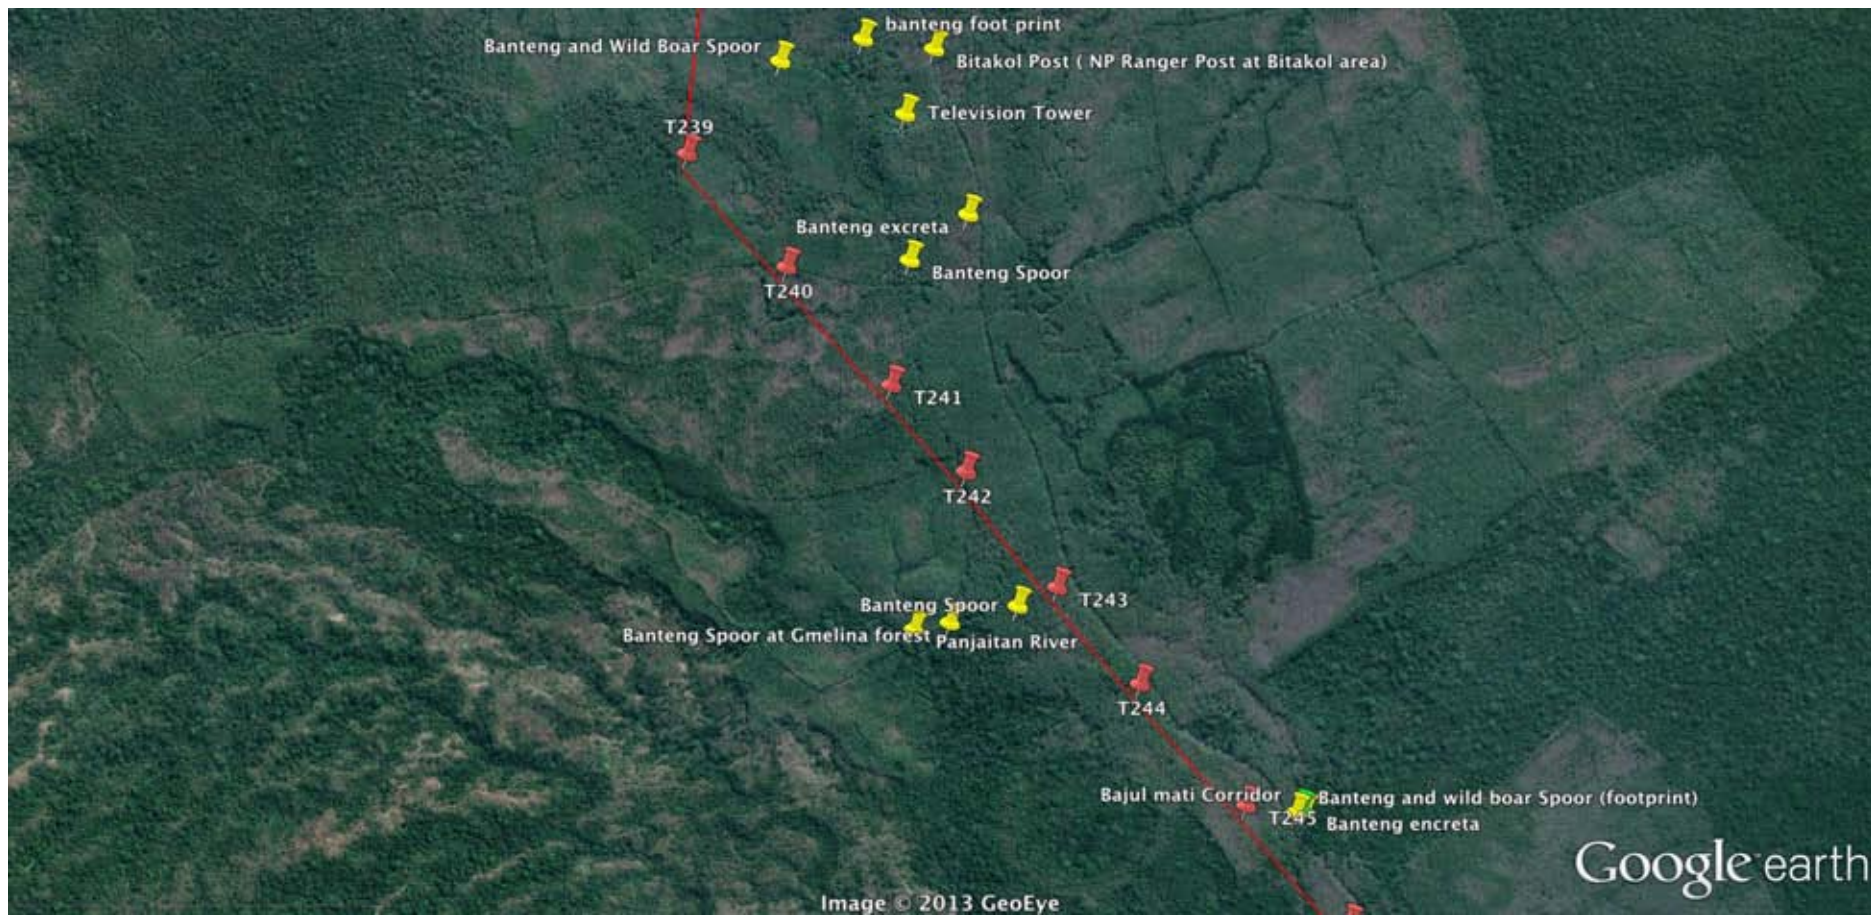 banteng foot print
Banteng and Wild Boar Spoor
Bitakol Post ( NP Ranger Post at Bitakol area)
Television Tower
T239
Banteng excreta
Banteng Spoor
T240
T241
T242
T243
Banteng Spoor
Banteng Spoor at Gmelina forest
Panjaitan River
T244
Bajul mati Corridor
Banteng and wild boar Spoor (footprint)
T245
Banteng encreta
Google earth
Image © 2013 GeoEye